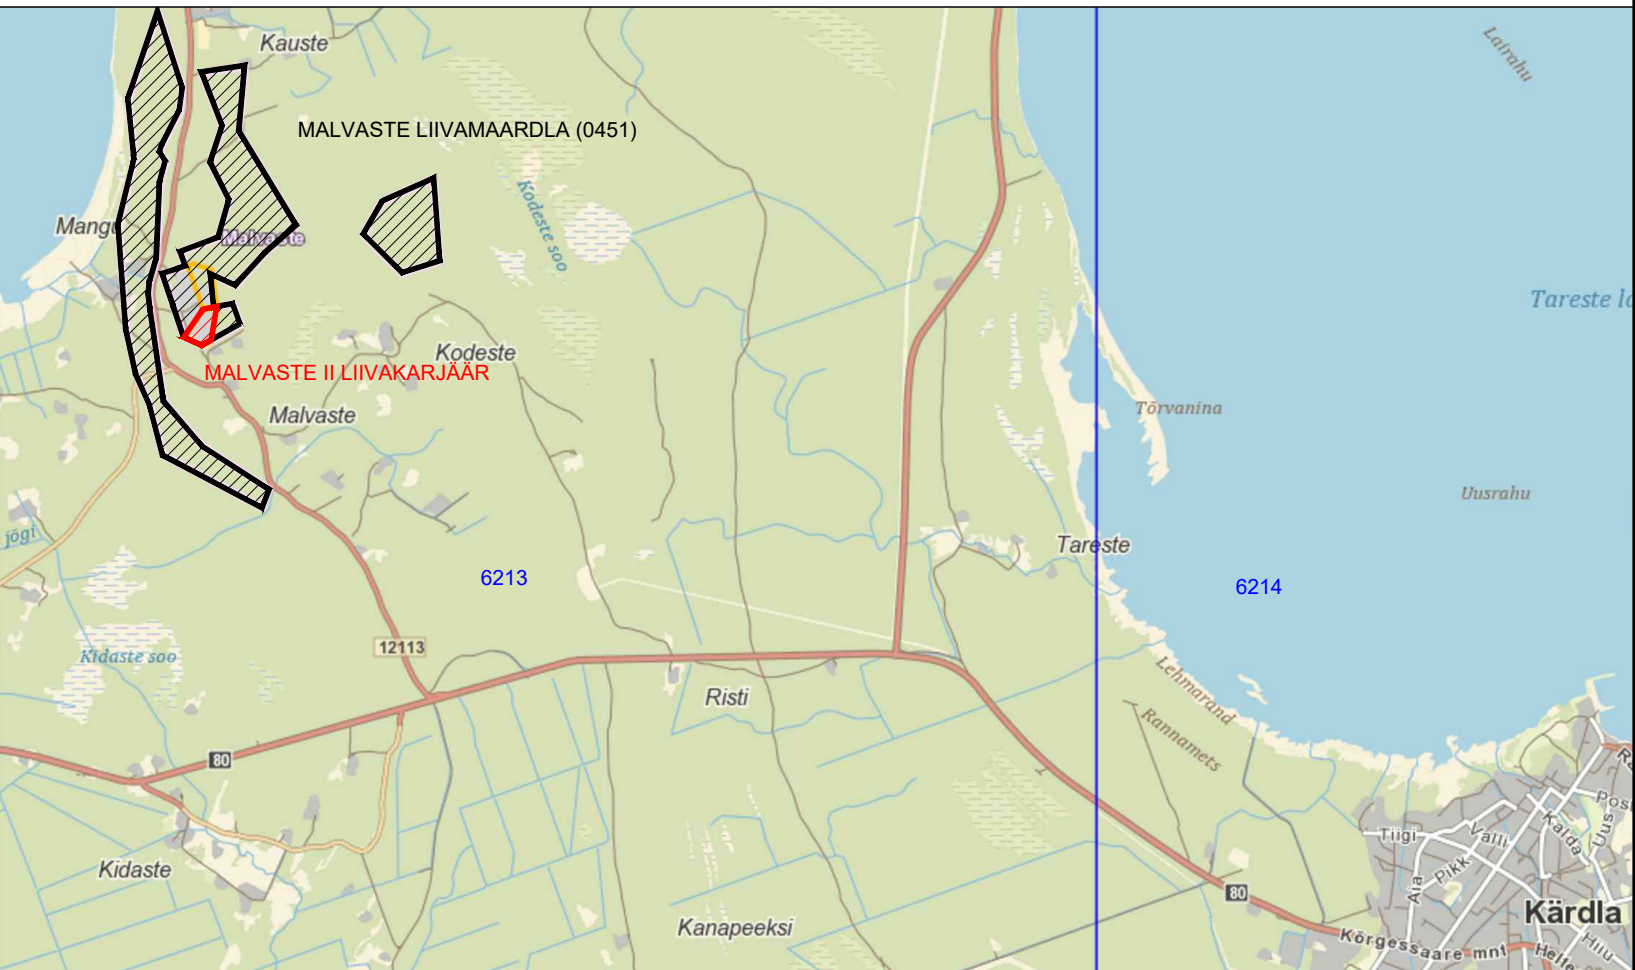 Kauste
Lairahu
MALVASTE LIIVAMAARDLA (0451)
Kodeste soo
Malvaste
Tareste
Kodeste
MALVASTE II LIIVAKARJÄÄR
Malvaste
Tõrvanina
Uusrahu
jõgi
Tareste
6213
6214
12113
Kidaste soo
Lehmarand
Risti
Rannamets
80
Tiigi
Valli
Kalda
Uus
Pikk
Aia
Kidaste
80
Kärdla
Kanapeeksi
Kõrgessaare mnt
Hiiu